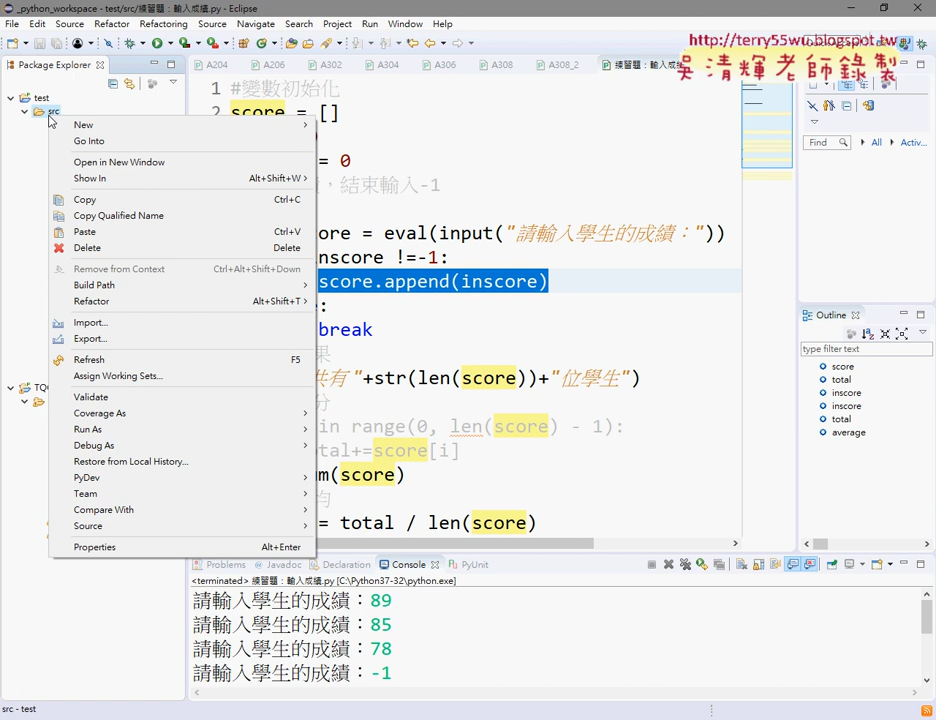 _python_workspace - test/src/練習題：輸入成績.py - Eclipse
File Edit Source Refactor Refactoring Source Navigate Search Project Run Window Help
http://terry55wu.blogspot.tw
吳清輝老師錄製
Package Explorer
A204 A206 A302 A304 A306 A308 A308_2 練習題：輸入成績
test
src
1 #變數初始化
2 score = []
= 0
，結束輸入-1
core = eval(input("請輸入學生的成績："))
nscore !=-1:
score.append(inscore)
:
break
果
共有"+str(len(score))+"位學生")
分
in range(0, len(score) - 1):
tal+=score[i]
m(score)
均
= total / len(score)
New
Go Into
Open in New Window
Show In Alt+Shift+W
Copy Ctrl+C
Copy Qualified Name
Paste Ctrl+V
Delete Delete
Remove from Context Ctrl+Alt+Shift+Down
Build Path
Refactor Alt+Shift+T
Import...
Export...
Refresh F5
Assign Working Sets...
Validate
Coverage As
Run As
Debug As
Restore from Local History...
PyDev
Team
Compare With
Source
Properties Alt+Enter
TQ
Find All Activ...
Outline
type filter text
score
total
inscore
inscore
total
average
Problems Javadoc Declaration Console PyUnit
<terminated> 練習題：輸入成績.py [C:\Python37-32\python.exe]
請輸入學生的成績：89
請輸入學生的成績：85
請輸入學生的成績：78
請輸入學生的成績：-1
src - test